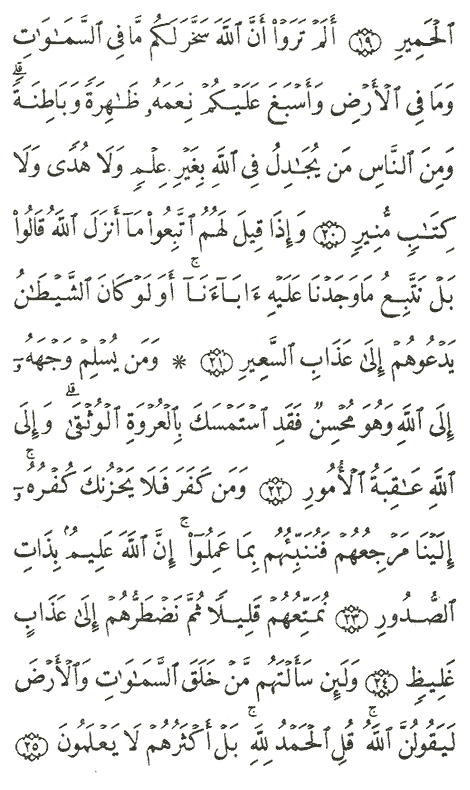 ٱلۡحَمِيرِ ١٩ أَلَمۡ تَرَوۡاْ أَنَّ ٱللَّهَ سَخَّرَ لَكُم مَّا فِي ٱلسَّمَٰوَٰتِ
وَمَا فِي ٱلۡأَرۡضِ وَأَسۡبَغَ عَلَيۡكُمۡ نِعَمَهُۥ ظَٰهِرَةٗ وَبَاطِنَةٗۗ
وَمِنَ ٱلنَّاسِ مَن يُجَٰدِلُ فِي ٱللَّهِ بِغَيۡرِ عِلۡمٖ وَلَا هُدٗى وَلَا
كِتَٰبٖ مُّنِيرٖ ٢٠ وَإِذَا قِيلَ لَهُمُ ٱتَّبِعُواْ مَآ أَنزَلَ ٱللَّهُ قَالُواْ
بَلۡ نَتَّبِعُ مَا وَجَدۡنَا عَلَيۡهِ ءَابَآءَنَآۚ أَوَلَوۡ كَانَ ٱلشَّيۡطَٰنُ
يَدۡعُوهُمۡ إِلَىٰ عَذَابِ ٱلسَّعِيرِ ٢١ * وَمَن يُسۡلِمۡ وَجۡهَهُۥٓ
إِلَى ٱللَّهِ وَهُوَ مُحۡسِنٞ فَقَدِ ٱسۡتَمۡسَكَ بِٱلۡعُرۡوَةِ ٱلۡوُثۡقَىٰۗ وَإِلَى
ٱللَّهِ عَٰقِبَةُ ٱلۡأُمُورِ ٢٢ وَمَن كَفَرَ فَلَا يَحۡزُنكَ كُفۡرُهُۥٓۚ
إِلَيۡنَا مَرۡجِعُهُمۡ فَنُنَبِّئُهُم بِمَا عَمِلُوٓاْۚ إِنَّ ٱللَّهَ عَلِيمُۢ بِذَاتِ
ٱلصُّدُورِ ٢٣ نُمَتِّعُهُمۡ قَلِيلٗا ثُمَّ نَضۡطَرُّهُمۡ إِلَىٰ عَذَابٍ
غَلِيظٖ ٢٤ وَلَئِن سَأَلۡتَهُم مَّنۡ خَلَقَ ٱلسَّمَٰوَٰتِ وَٱلۡأَرۡضَ
لَيَقُولُنَّ ٱللَّهُۚ قُلِ ٱلۡحَمۡدُ لِلَّهِۚ بَلۡ أَكۡثَرُهُمۡ لَا يَعۡلَمُونَ ٢٥